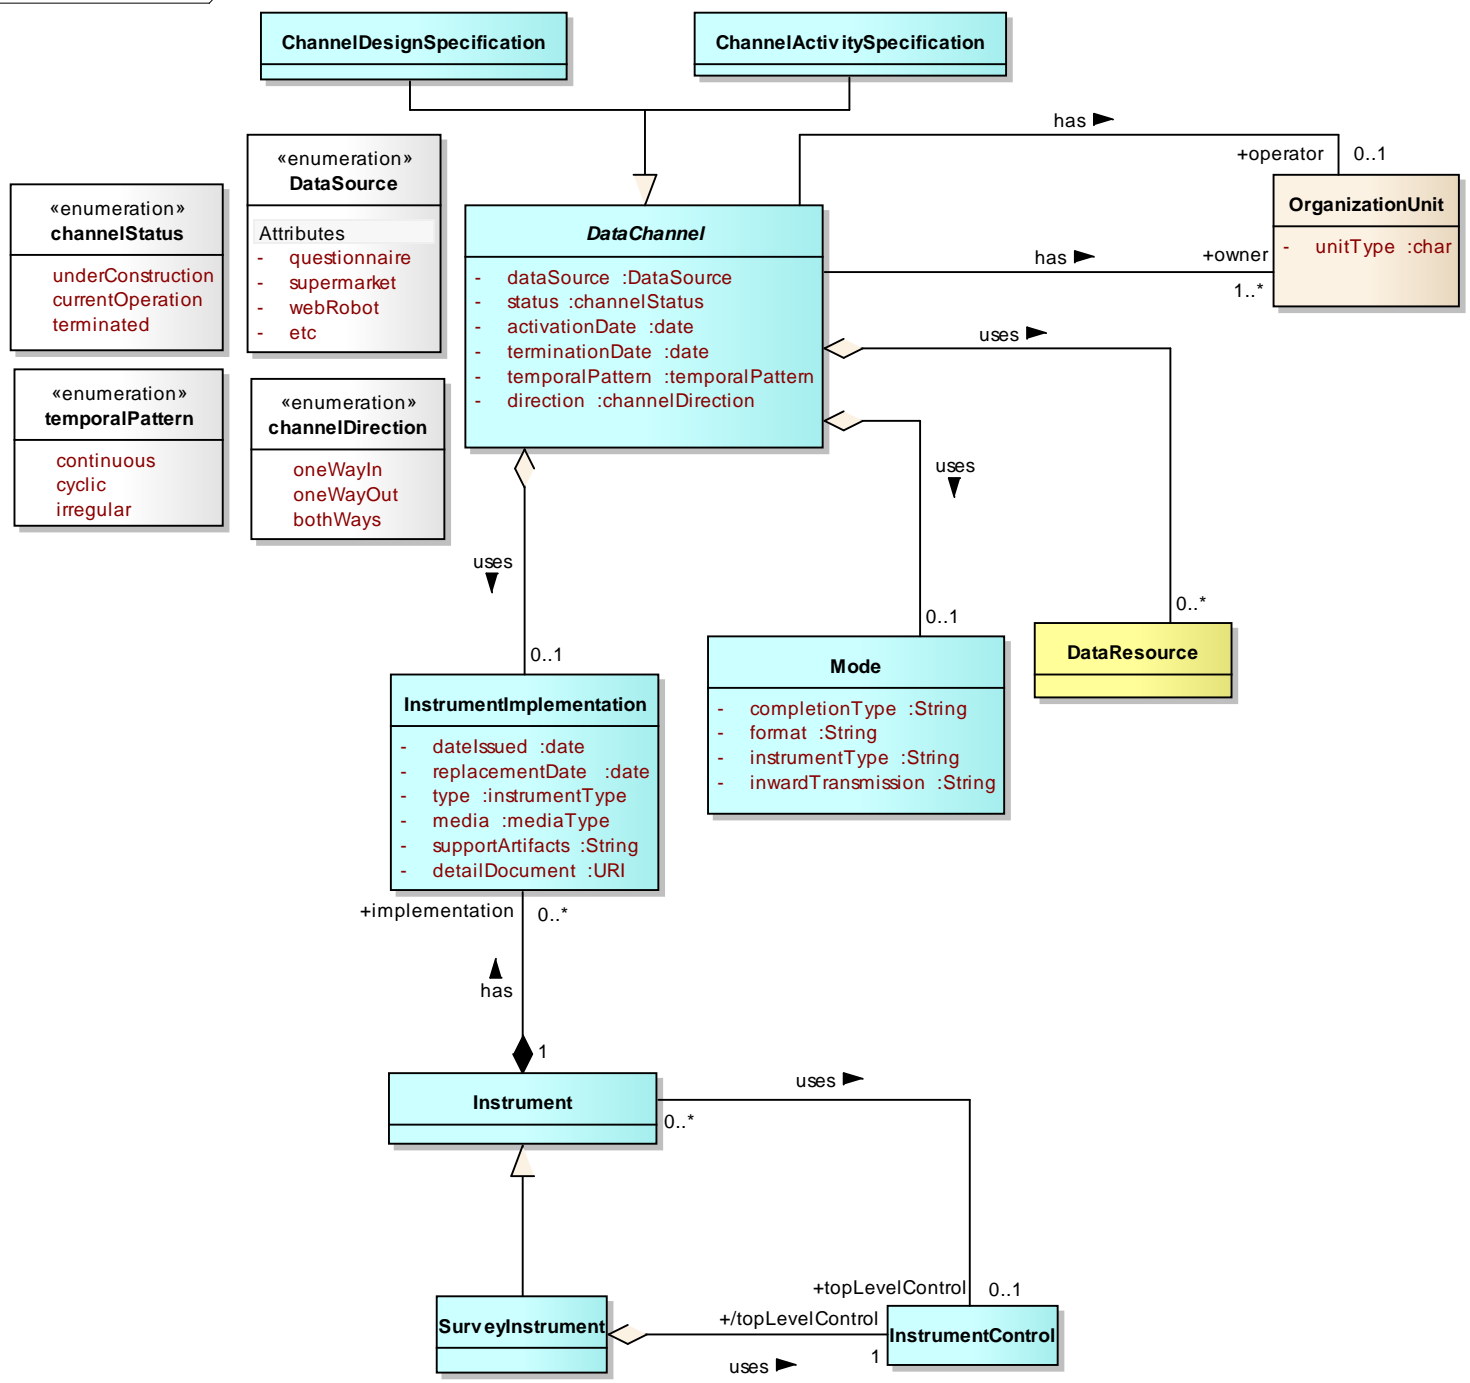 ChannelDesignSpecification
ChannelActivitySpecification
has
+operator 0..1
«enumeration»
DataSource
Attributes
- questionnaire
- supermarket
- webRobot
- etc
«enumeration»
channelStatus
underConstruction
currentOperation
terminated
DataChannel
- dataSource :DataSource
- status :channelStatus
- activationDate :date
- terminationDate :date
- temporalPattern :temporalPattern
- direction :channelDirection
OrganizationUnit
- unitType :char
has
+owner
1..*
uses
«enumeration»
temporalPattern
continuous
cyclic
irregular
«enumeration»
channelDirection
oneWayIn
oneWayOut
bothWays
uses
uses
0..*
0..1
0..1
DataResource
Mode
- completionType :String
- format :String
- instrumentType :String
- inwardTransmission :String
InstrumentImplementation
- dateIssued :date
- replacementDate :date
- type :instrumentType
- media :mediaType
- supportArtifacts :String
- detailDocument :URI
+implementation 0..*
has
1
Instrument
uses
0..*
+topLevelControl 0..1
+/topLevelControl
SurveyInstrument
InstrumentControl
uses
1